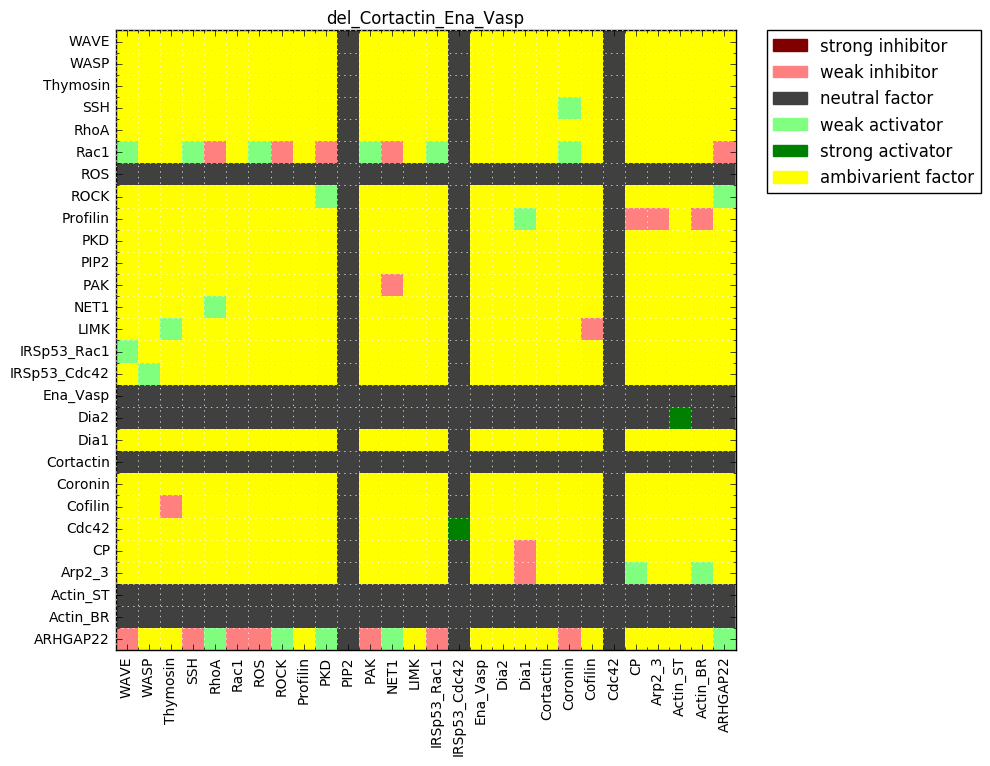 del_Cortactin_Ena_Vasp
WAVE
WASP
Thymosin
SSH
RhoA
Rac1
ROS
ROCK
Profilin
PKD
PIP2
PAK
NET1
LIMK
IRSp53_Rac1
IRSp53_Cdc42
Ena_Vasp
Dia2
Dia1
Cortactin
Coronin
Cofilin
Cdc42
CP
Arp2_3
Actin_ST
Actin_BR
ARHGAP22
WAVE
WASP
Thymosin
SSH
RhoA
Rac1
ROS
ROCK
Profilin
PKD
PIP2
PAK
NET1
LIMK
IRSp53_Rac1
IRSp53_Cdc42
Ena_Vasp
Dia2
Dia1
Cortactin
Coronin
Cofilin
Cdc42
CP
Arp2_3
Actin_ST
Actin_BR
ARHGAP22
strong inhibitor
weak inhibitor
neutral factor
weak activator
strong activator
ambivarient factor